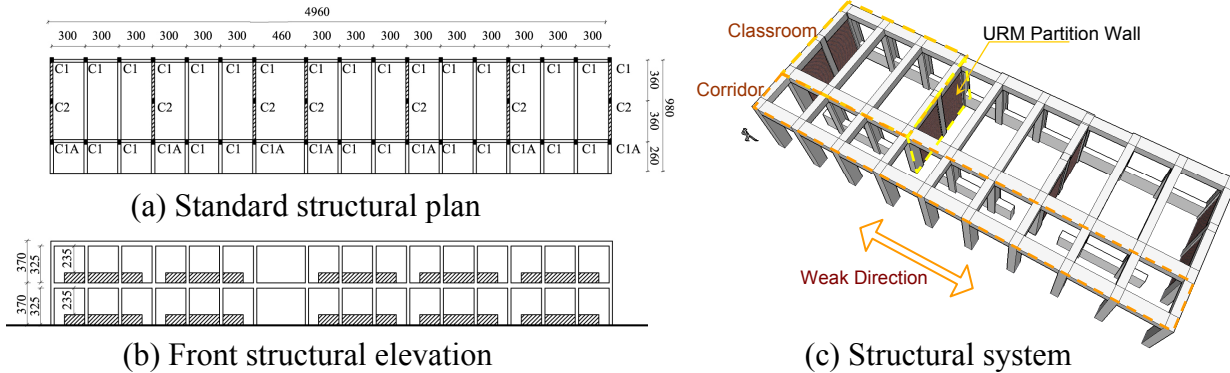 4960
300 300 300 300 300 300 460 300 300 300 300 300 300 300 300 300
C1 C1 C1 C1 C1 C1 C1 C1 C1 C1 C1 C1 C1 C1 C1 C1 C1
360
C2 C2 C2 C2 C2 C2 C2
360
980
C1A C1 C1 C1A C1 C1 C1A C1A C1 C1 C1A C1 C1 C1A C1 C1 C1A
260
(a) Standard structural plan
370 325 235
370 325 235
(b) Front structural elevation
Classroom
URM Partition Wall
Corridor
Weak Direction
(c) Structural system